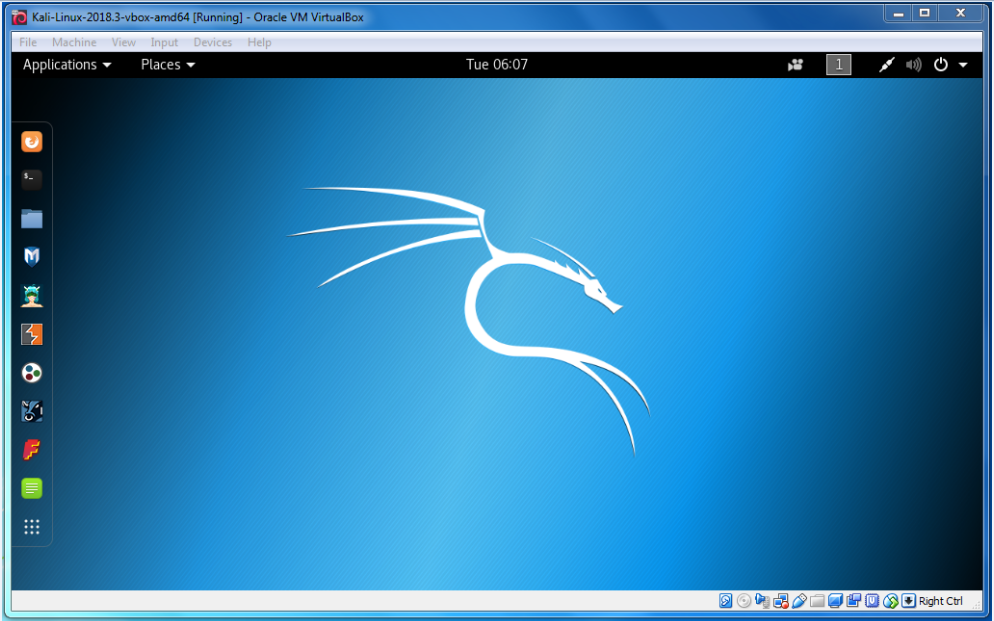 Kali-Linux-2018.3-vbox-amd64 [Running] - Oracle VM VirtualBox
File Machine View Input Devices Help
Applications Places Tue 06:07 1
$_
M
F
Right Ctrl